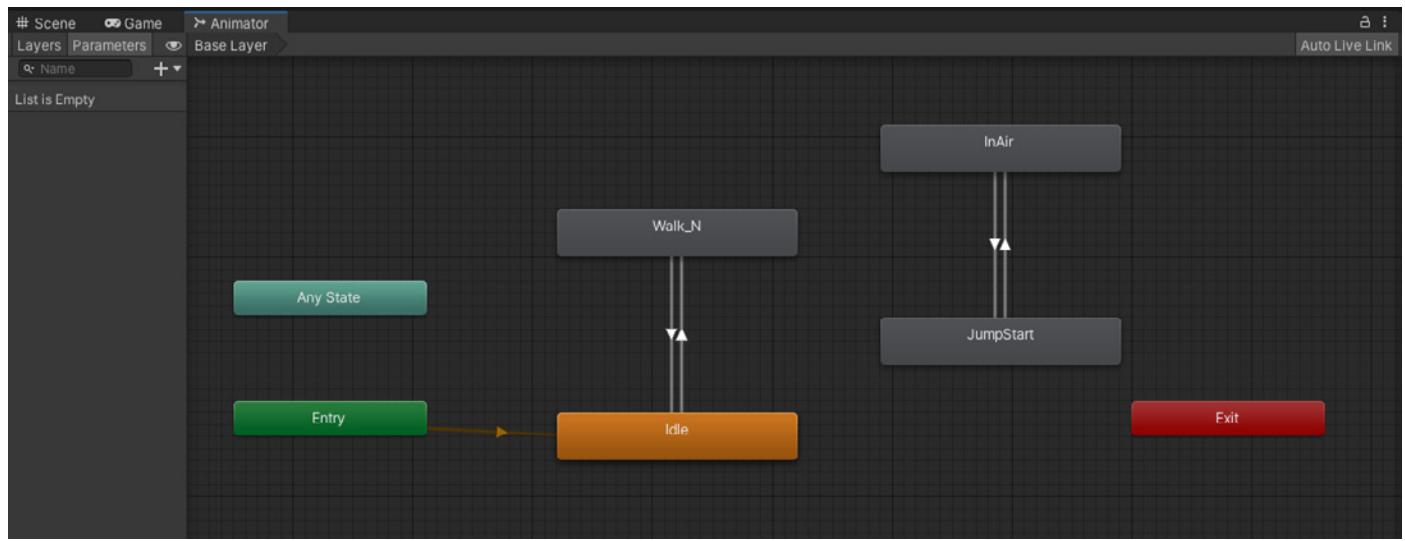 Scene Game Animator
Layers Parameters Base Layer Auto Live Link
Name
List is Empty
InAir
Walk_N
Any State
JumpStart
Entry
Idle
Exit